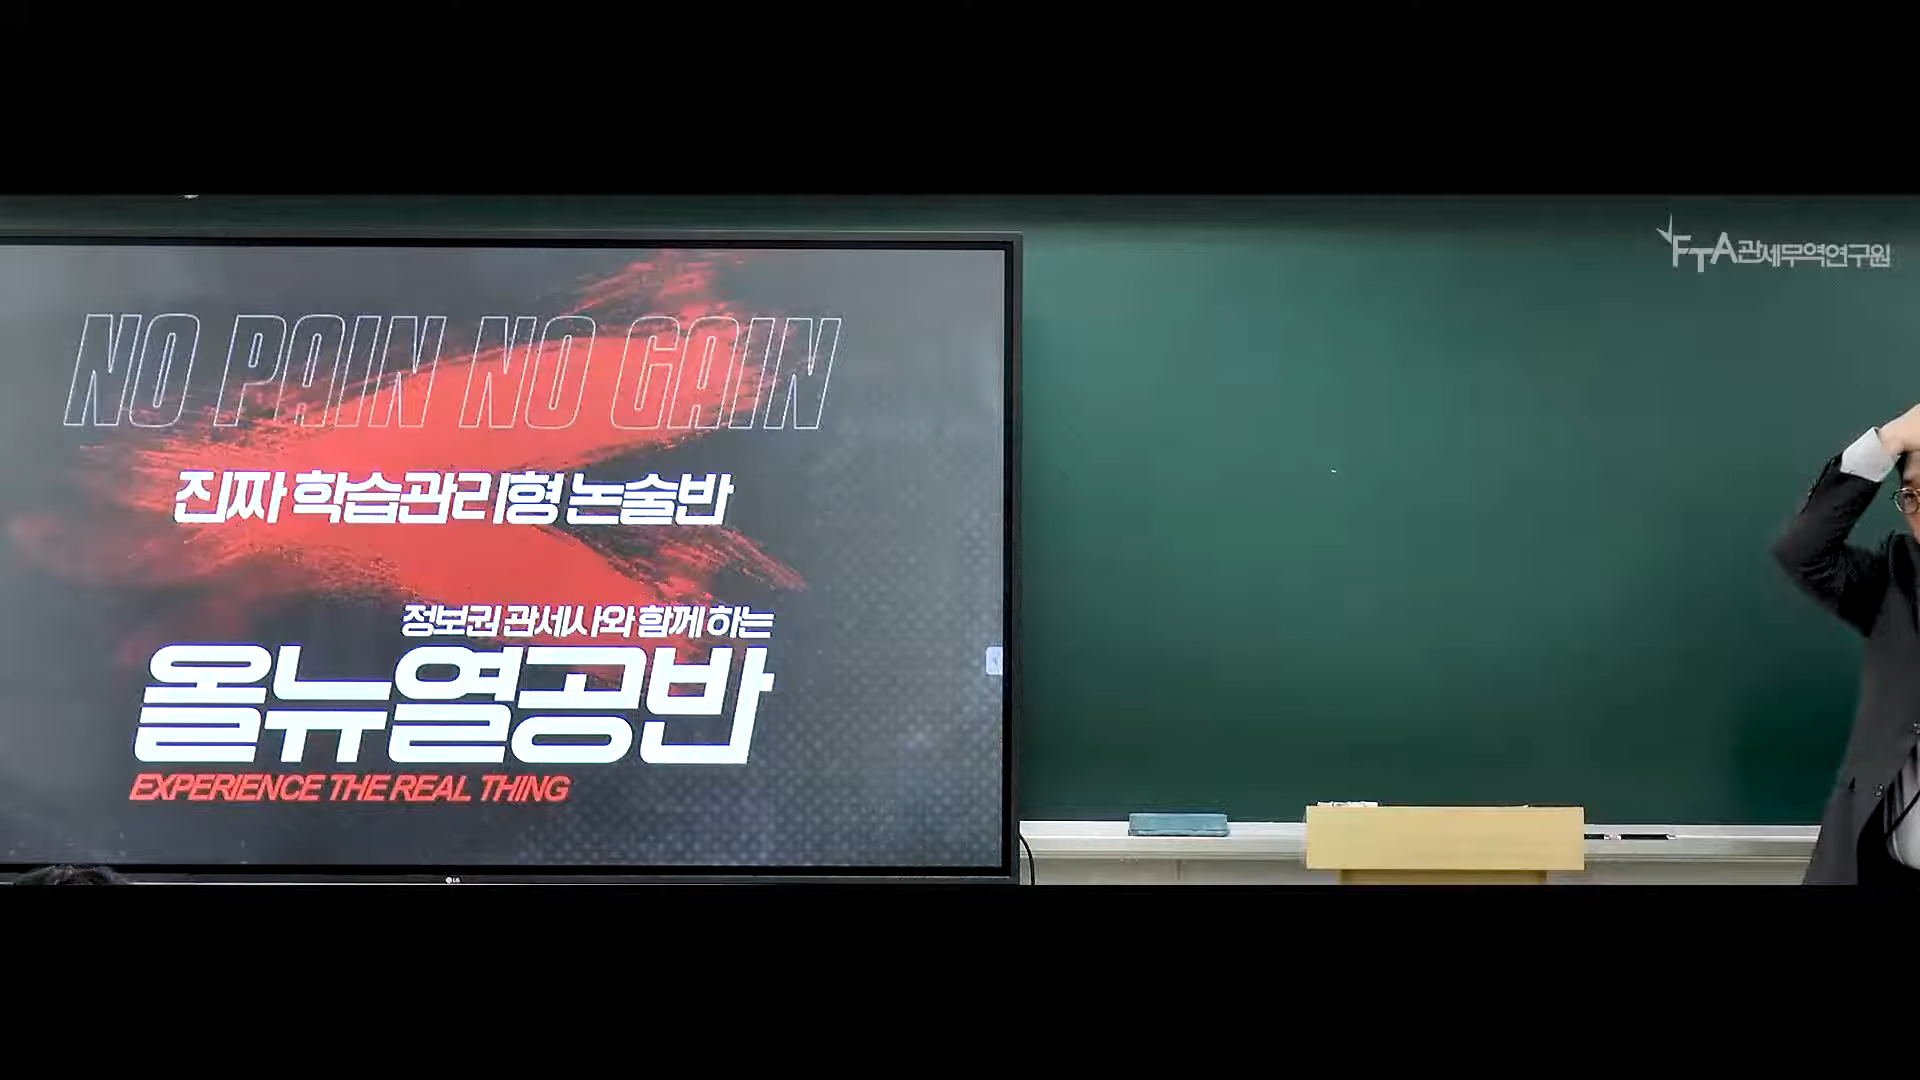 NO PAIN NO GAIN
진짜 학습관리형 논술반
정보권 관세사와 함께 하는
올뉴열공반
EXPERIENCE THE REAL THING
FTA관세무역연구원
LG